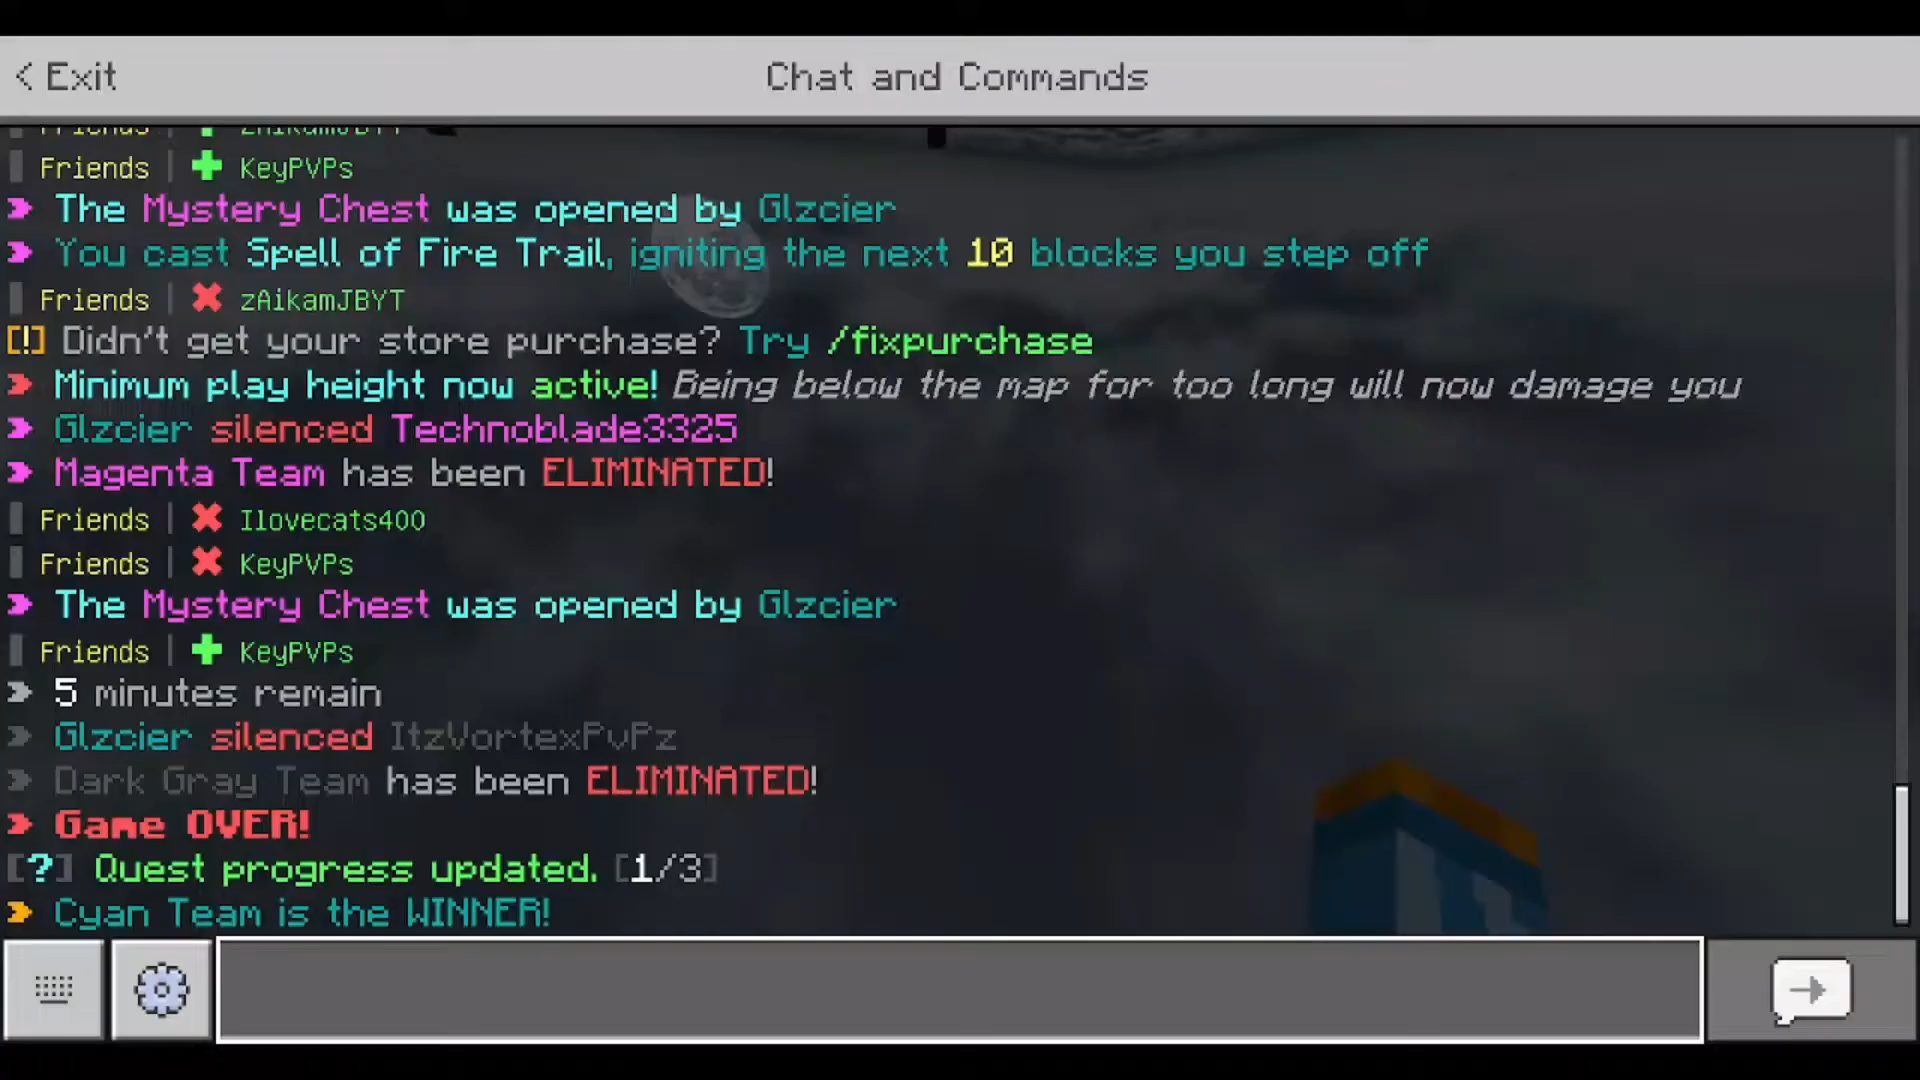 < Exit
Chat and Commands
Friends | zAikamJBYT
Friends | ✚ KeyPVPs
The Mystery Chest was opened by Glzcier
You cast Spell of Fire Trail, igniting the next 10 blocks you step off
Friends | ✖ zAikamJBYT
[!] Didn't get your store purchase? Try /fixpurchase
Minimum play height now active! Being below the map for too long will now damage you
Glzcier silenced Technoblade3325
Magenta Team has been ELIMINATED!
Friends | ✖ Ilovecats400
Friends | ✖ KeyPVPs
The Mystery Chest was opened by Glzcier
Friends | ✚ KeyPVPs
5 minutes remain
Glzcier silenced ItzVortexPvPz
Dark Gray Team has been ELIMINATED!
Game OVER!
[?] Quest progress updated. [1/3]
Cyan Team is the WINNER!